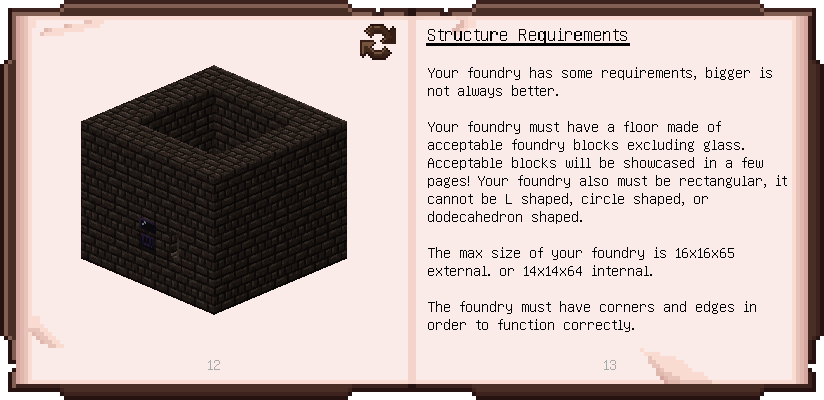 Structure Requirements
Your foundry has some requirements, bigger is
not always better.
Your foundry must have a floor made of
acceptable foundry blocks excluding glass.
Acceptable blocks will be showcased in a few
pages! Your foundry also must be rectangular, it
cannot be L shaped, circle shaped, or
dodecahedron shaped.
The max size of your foundry is 16x16x65
external. or 14x14x64 internal.
The foundry must have corners and edges in
order to function correctly.
12
13